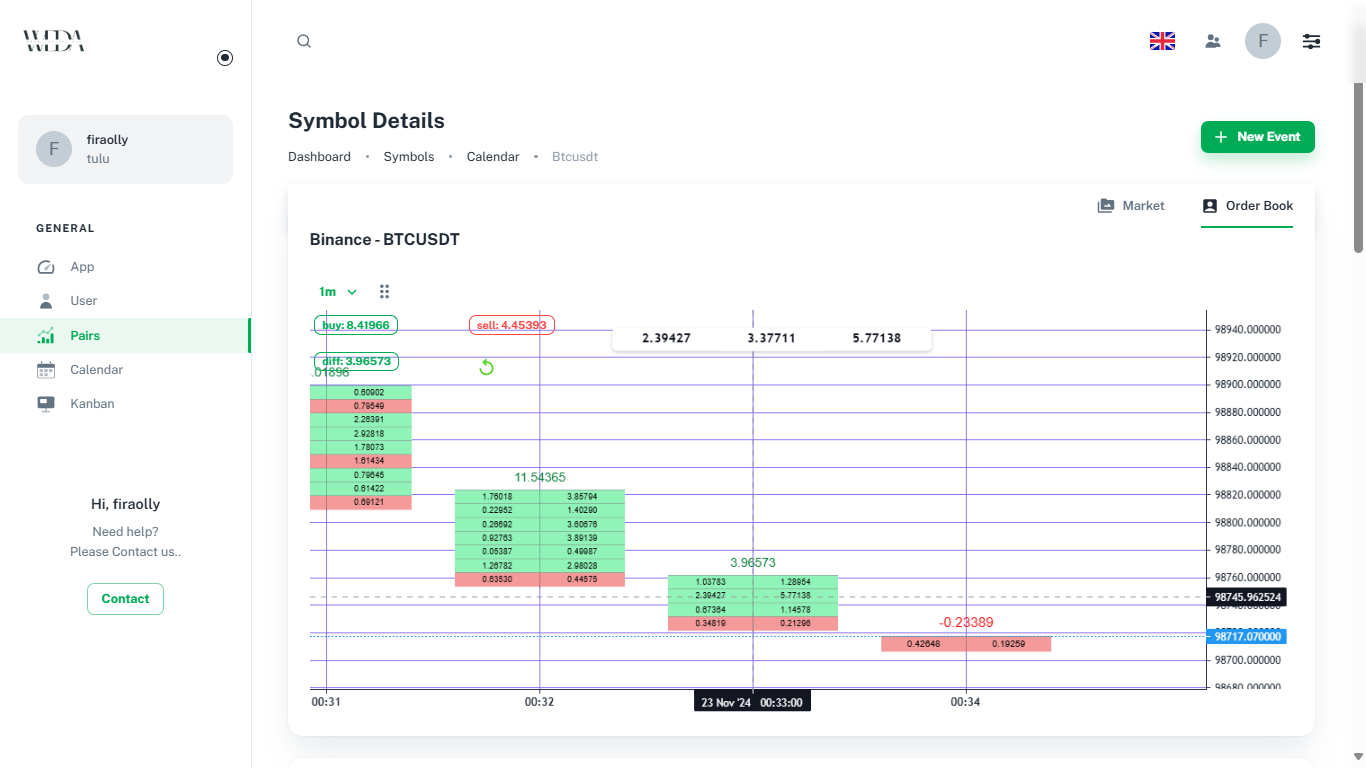 WEDA
F
firaolly
tulu
GENERAL
App
User
Pairs
Calendar
Kanban
Hi, firaolly
Need help?
Please Contact us..
Contact
F
Symbol Details
Dashboard • Symbols • Calendar • Btcusdt
New Event
Market
Order Book
Binance - BTCUSDT
1m
buy: 8.41966
sell: 4.45393
2.39427 3.37711 5.77138
diff: 3.96573
.01896
0.60902
0.79649
2.26391
2.92818
1.78073
1.61434
0.79645
0.61422
0.69121
11.54365
1.76018 3.85794
0.22952 1.40290
0.26692 3.60676
0.92763 3.89139
0.05387 0.49987
1.26782 2.98028
0.63530 0.44575
3.96573
1.03783 1.28954
2.39427 5.77138
0.67364 1.14578
0.34819 0.21296
-0.23389
0.42648 0.19259
98940.000000
98920.000000
98900.000000
98880.000000
98860.000000
98840.000000
98820.000000
98800.000000
98780.000000
98760.000000
98745.962524
98717.070000
98700.000000
98680.000000
00:31
00:32
23 Nov '24 00:33:00
00:34